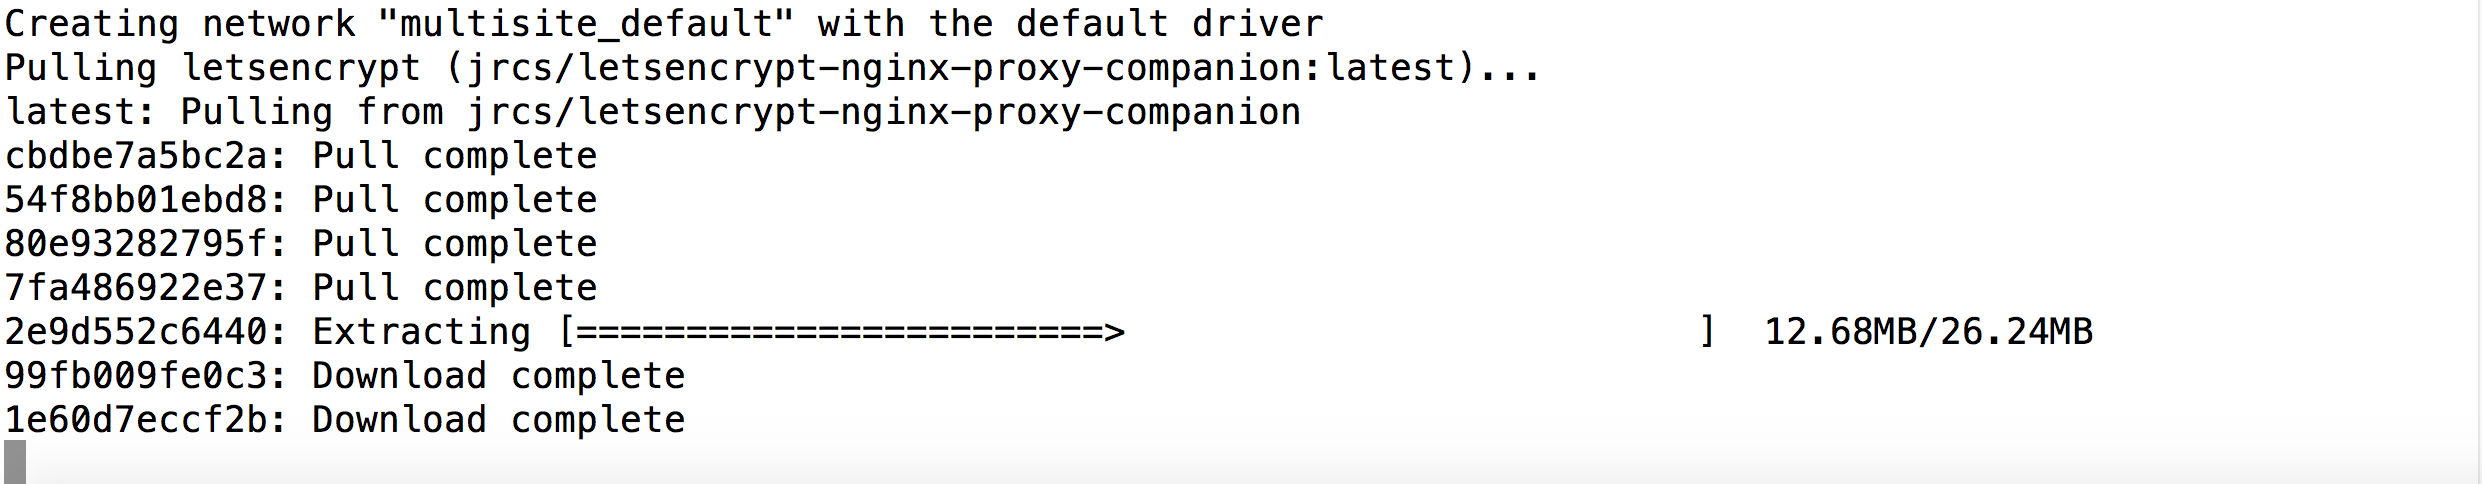 Creating network "multisite_default" with the default driver
Pulling letsencrypt (jrcs/letsencrypt-nginx-proxy-companion:latest)...
latest: Pulling from jrcs/letsencrypt-nginx-proxy-companion
cbdbe7a5bc2a: Pull complete
54f8bb01ebd8: Pull complete
80e93282795f: Pull complete
7fa486922e37: Pull complete
2e9d552c6440: Extracting [========================>                          ]  12.68MB/26.24MB
99fb009fe0c3: Download complete
1e60d7eccf2b: Download complete